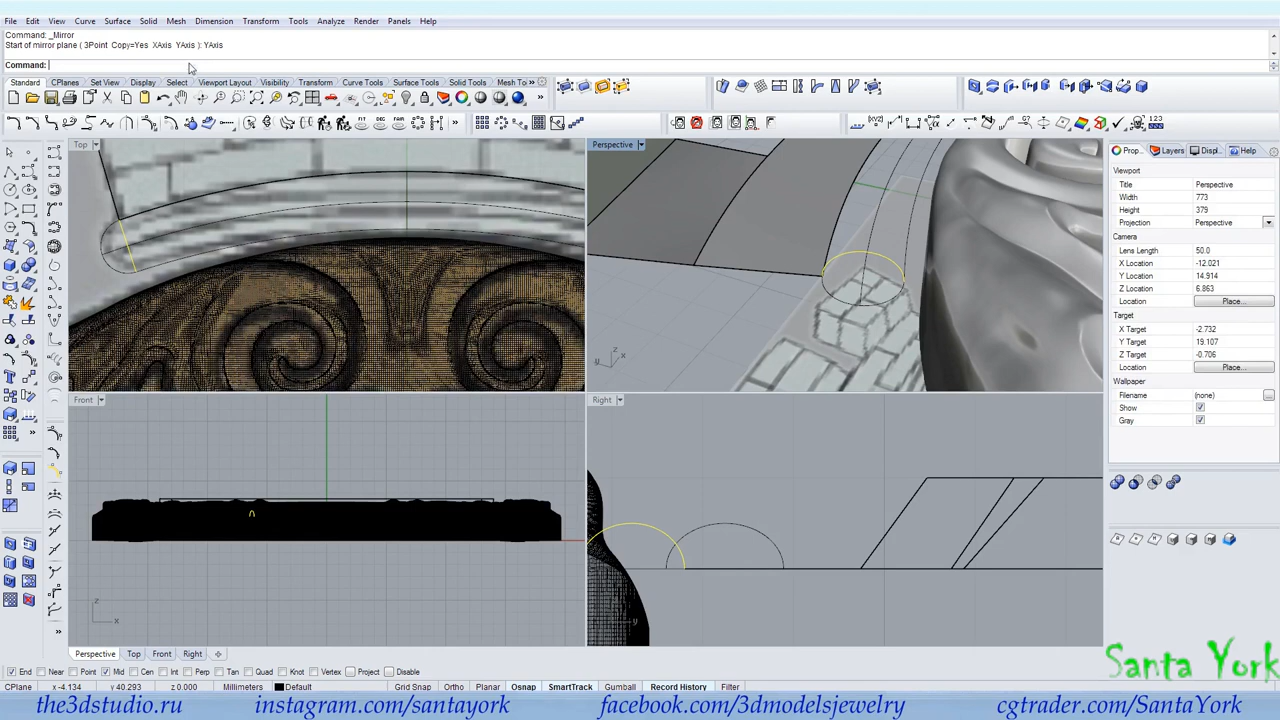 File Edit View Curve Surface Solid Mesh Dimension Transform Tools Analyze Render Panels Help
Command: _Mirror
Start of mirror plane ( 3Point Copy=Yes XAxis YAxis ): YAxis
Command:
Standard CPlanes Set View Display Select Viewport Layout Visibility Transform Curve Tools Surface Tools Solid Tools Mesh To
Top
Perspective
Prop... Layers Displ... Help
Viewport
Title Perspective
Width 773
Height 379
Projection Perspective
Camera
Lens Length 50.0
X Location -12.021
Y Location 14.914
Z Location 6.863
Location Place...
Target
X Target -2.732
Y Target 19.107
Z Target -0.706
Location Place...
Wallpaper
Filename (none)
Show
Gray
Front
Right
z
x
y
Perspective Top Front Right
End Near Point Mid Cen Int Perp Tan Quad Knot Vertex Project Disable
CPlane x -4.134 y 40.293 z 0.000 Millimeters Default Grid Snap Ortho Planar Osnap SmartTrack Gumball Record History Filter
Santa York
the3dstudio.ru instagram.com/santayork facebook.com/3dmodelsjewelry cgtrader.com/SantaYork